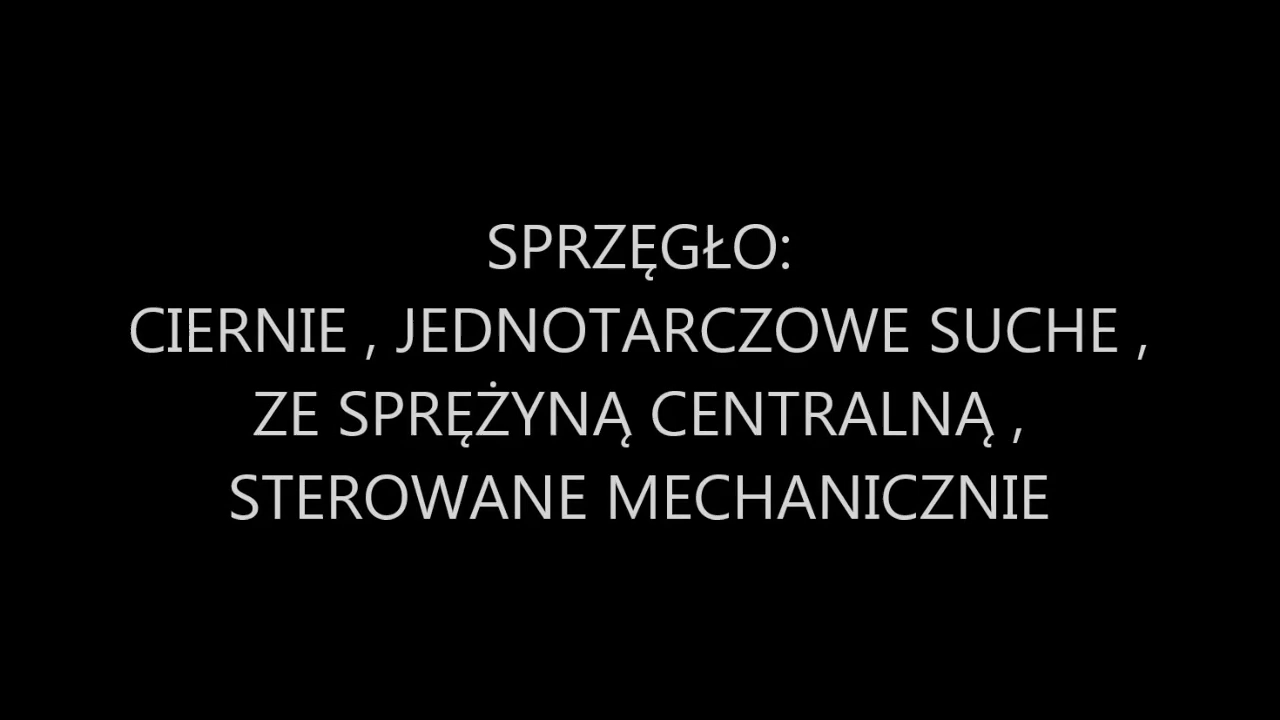 SPRZĘGŁO:
CIERNIE , JEDNOTARCZOWE SUCHE ,
ZE SPRĘŻYNĄ CENTRALNĄ ,
STEROWANE MECHANICZNIE